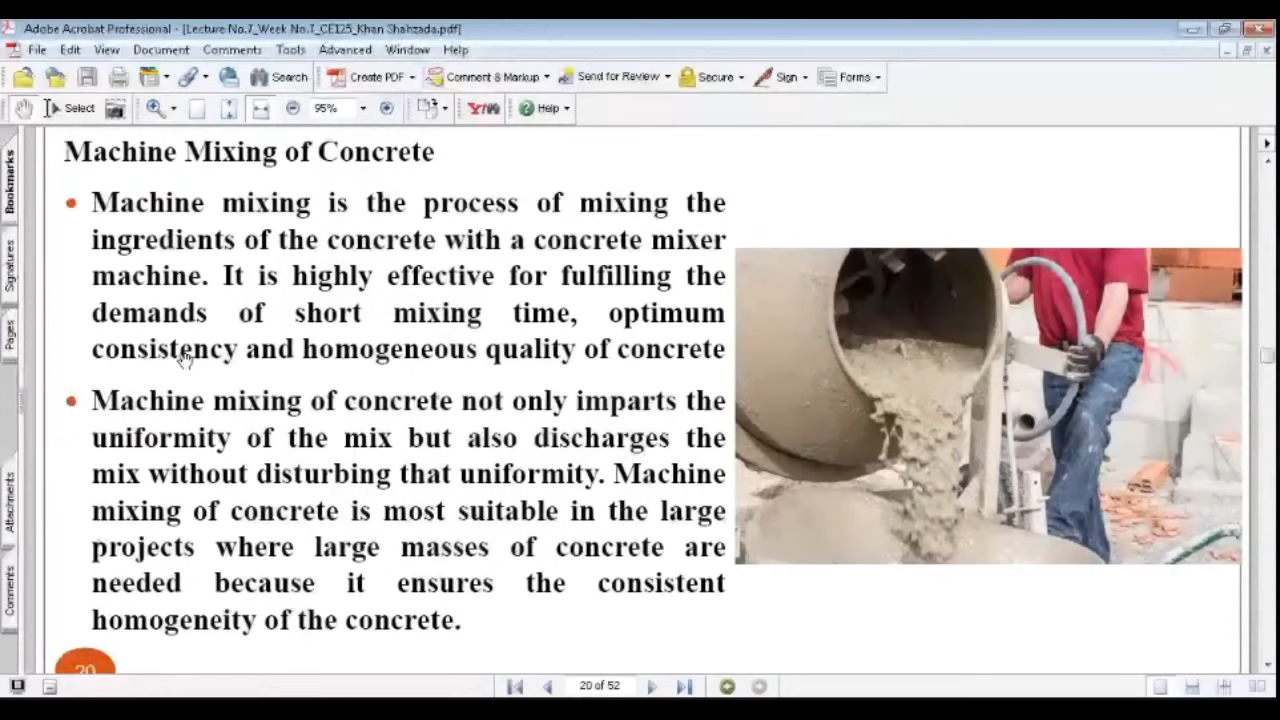 Adobe Acrobat Professional - [Lecture No.7_Week No.7_CE125_Khan Shahzada.pdf]
File Edit View Document Comments Tools Advanced Window Help
Search Create PDF Comment & Markup Send for Review Secure Sign Forms
Select 95% Y! Help
Machine Mixing of Concrete
• Machine mixing is the process of mixing the
ingredients of the concrete with a concrete mixer
machine. It is highly effective for fulfilling the
demands of short mixing time, optimum
consistency and homogeneous quality of concrete
• Machine mixing of concrete not only imparts the
uniformity of the mix but also discharges the
mix without disturbing that uniformity. Machine
mixing of concrete is most suitable in the large
projects where large masses of concrete are
needed because it ensures the consistent
homogeneity of the concrete.
20
Bookmarks
Signatures
Pages
Attachments
Comments
20 of 52